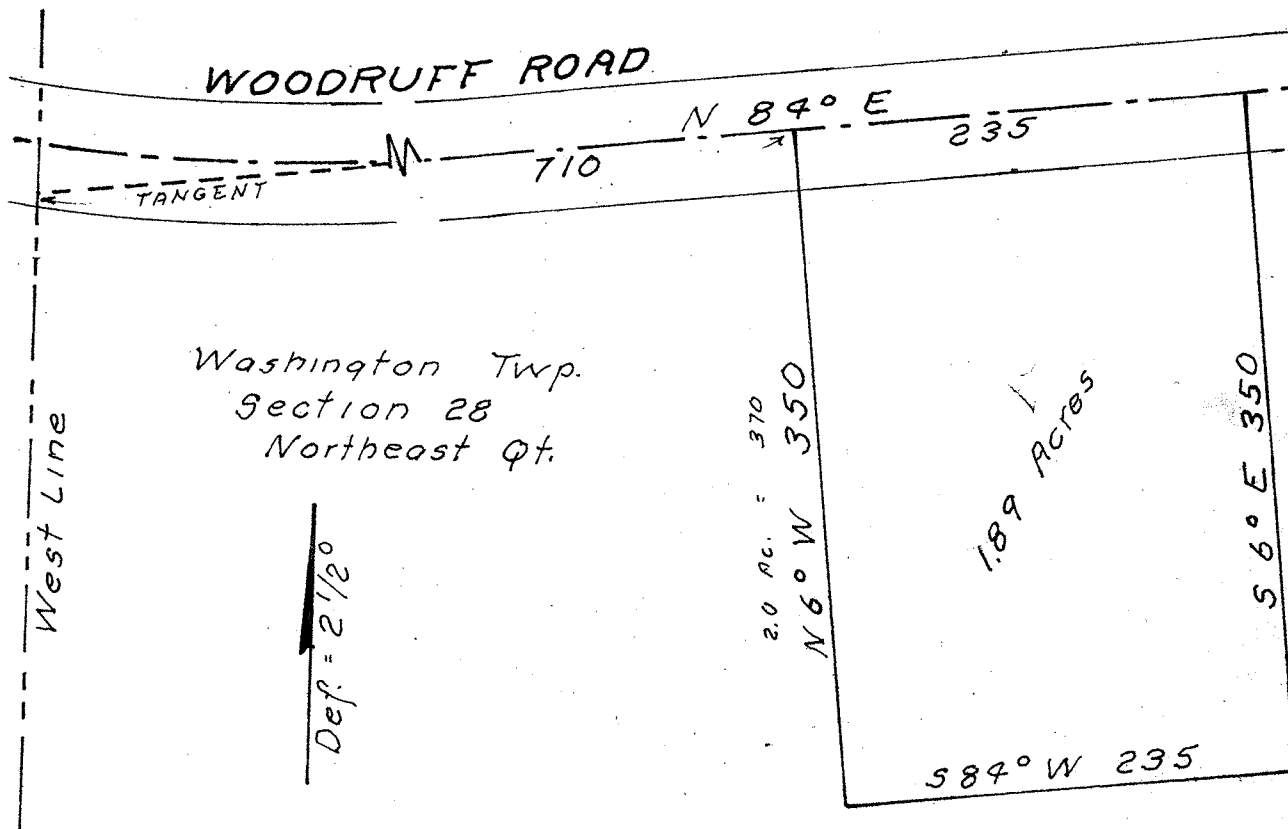 WOODRUFF ROAD
N 84° E
235
710
TANGENT
Washington Twp.
Section 28
Northeast Qt.
West Line
Def. = 2 1/2°
2.0 Ac. = 370
N 6° W 350
1.89 Acres
S 6° E 350
S 84° W 235